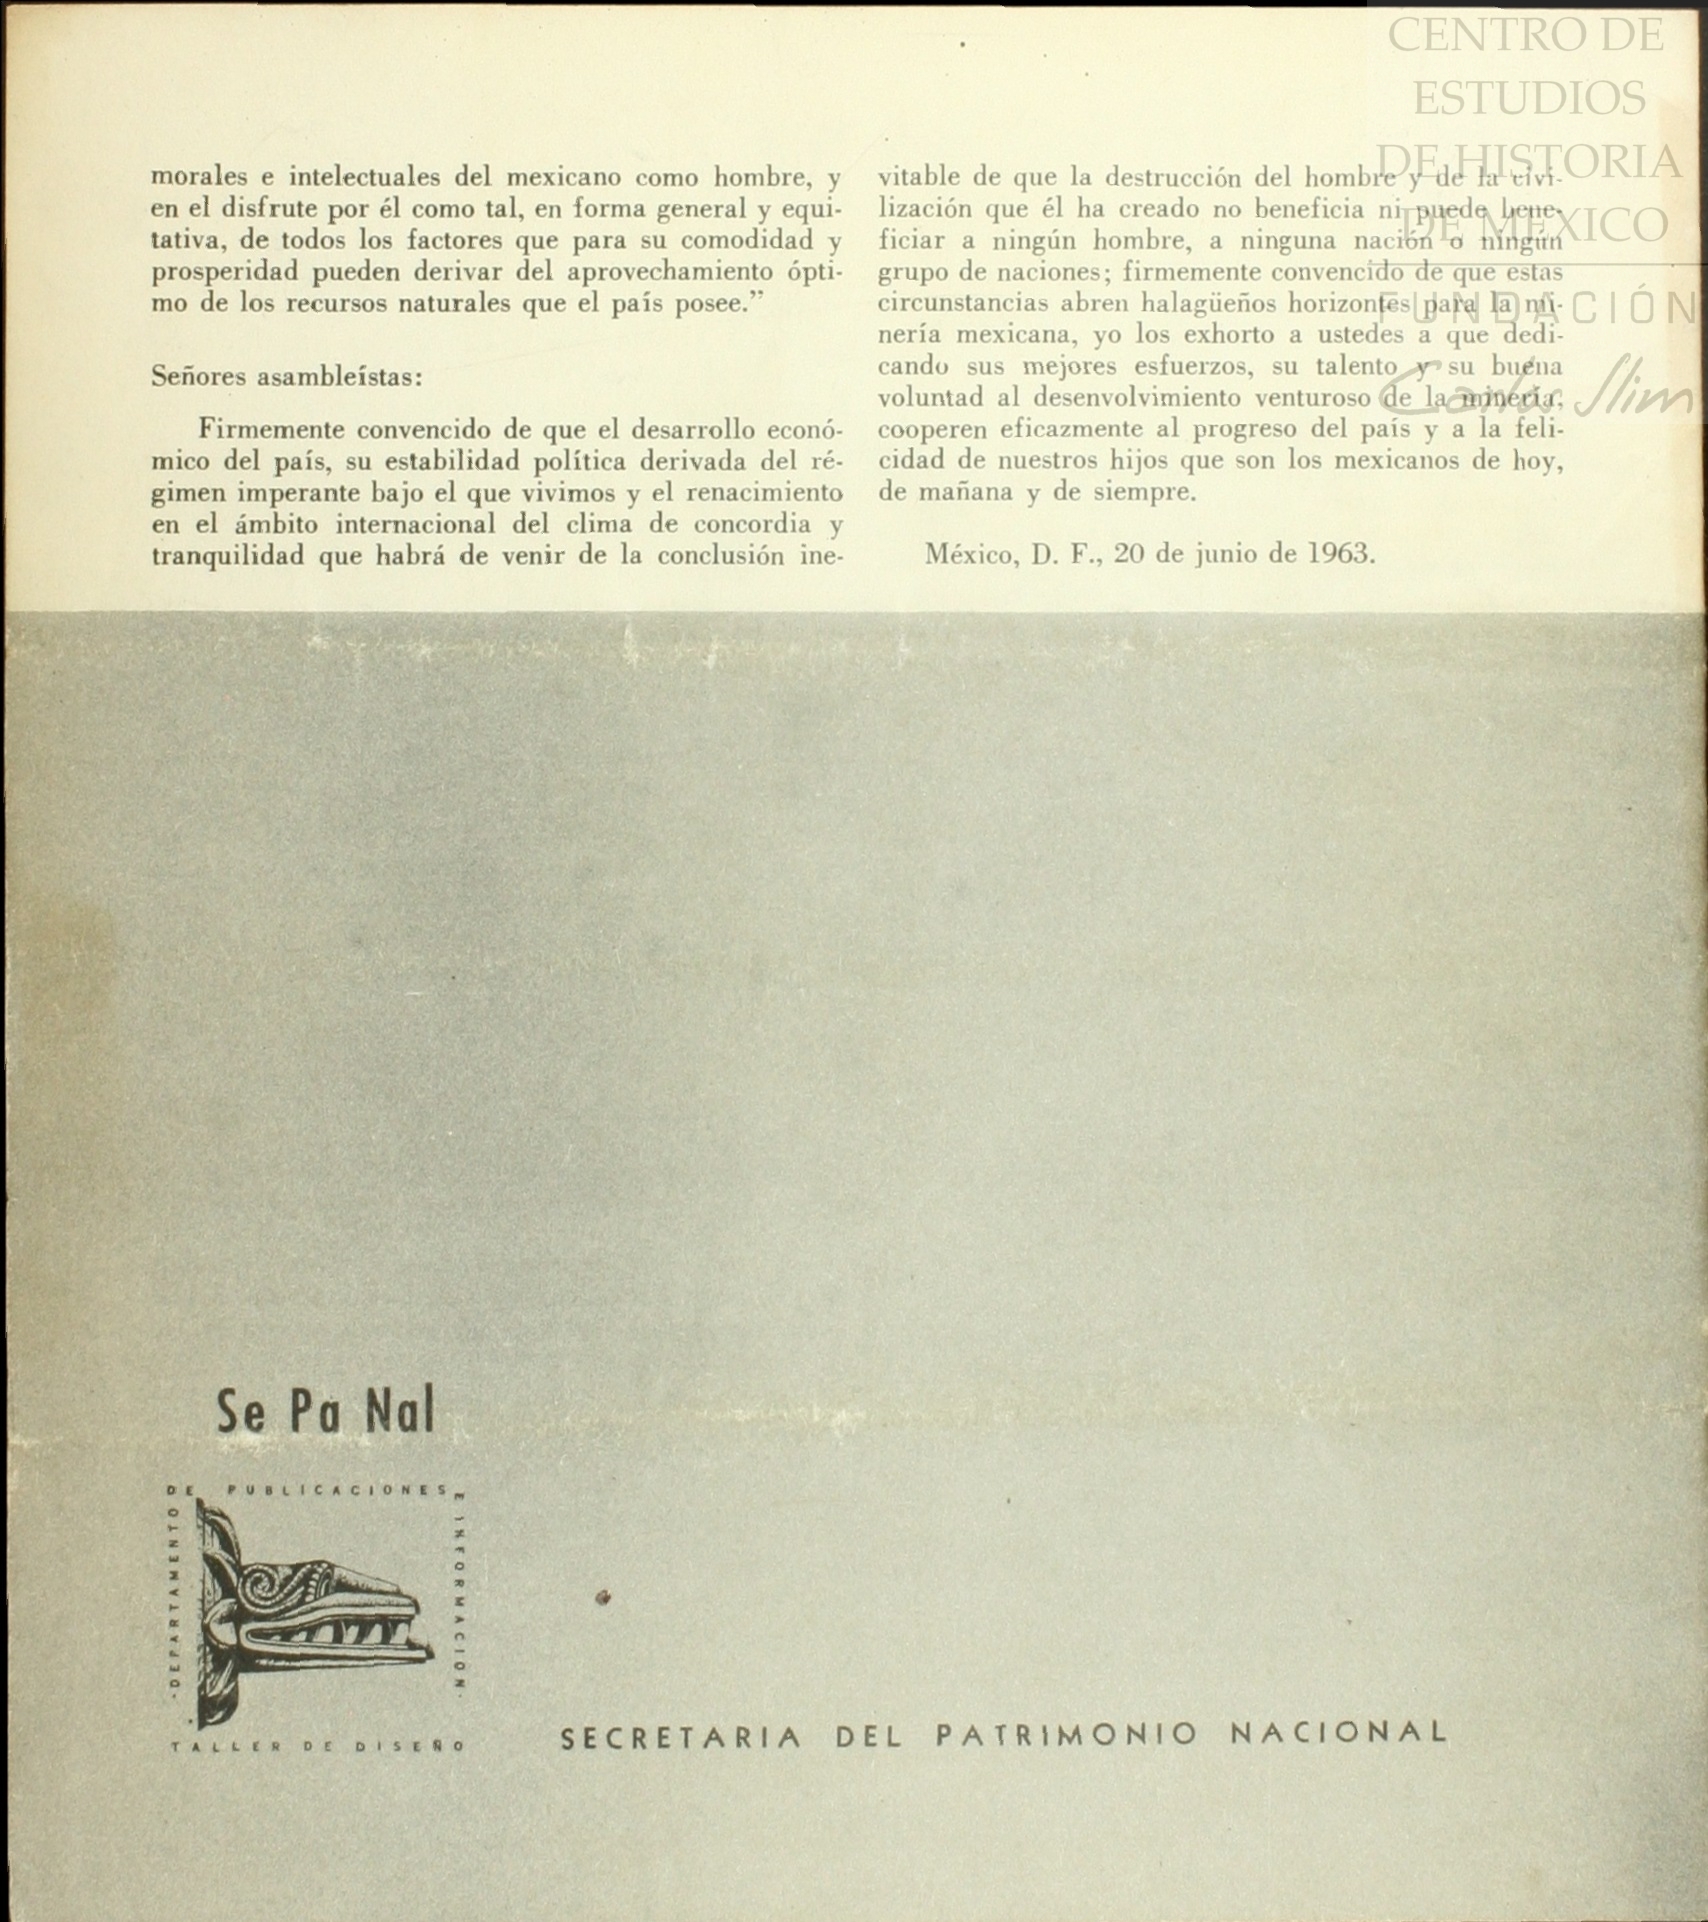 CENTRO DE
ESTUDIOS
DE HISTORIA
DE MEXICO
FUNDACIÓN
Carlos Slim
morales e intelectuales del mexicano como hombre, y
en el disfrute por él como tal, en forma general y equi-
tativa, de todos los factores que para su comodidad y
prosperidad pueden derivar del aprovechamiento ópti-
mo de los recursos naturales que el país posee.”
Señores asambleístas:
Firmemente convencido de que el desarrollo econó-
mico del país, su estabilidad política derivada del ré-
gimen imperante bajo el que vivimos y el renacimiento
en el ámbito internacional del clima de concordia y
tranquilidad que habrá de venir de la conclusión ine-
vitable de que la destrucción del hombre y de la civi-
lización que él ha creado no beneficia ni puede bene-
ficiar a ningún hombre, a ninguna nación o ningún
grupo de naciones; firmemente convencido de que estas
circunstancias abren halagüeños horizontes para la mi-
nería mexicana, yo los exhorto a ustedes a que dedi-
cando sus mejores esfuerzos, su talento y su buena
voluntad al desenvolvimiento venturoso de la minería,
cooperen eficazmente al progreso del país y a la feli-
cidad de nuestros hijos que son los mexicanos de hoy,
de mañana y de siempre.
México, D. F., 20 de junio de 1963.
Se Pa Nal
·DEPARTAMENTO
DE PUBLICACIONES
E INFORMACION·
TALLER DE DISEÑO
SECRETARIA DEL PATRIMONIO NACIONAL